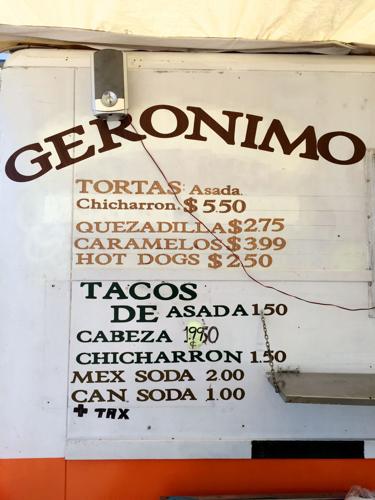 GERONIMO
TORTAS Asada
Chicharron. $5.50
QUEZADILLA $2.75
CARAMELOS $3.99
HOT DOGS $2.50
TACOS
DE ASADA 1.50
CABEZA
CHICHARRON 1.50
MEX SODA 2.00
CAN SODA 1.00
+ TAX